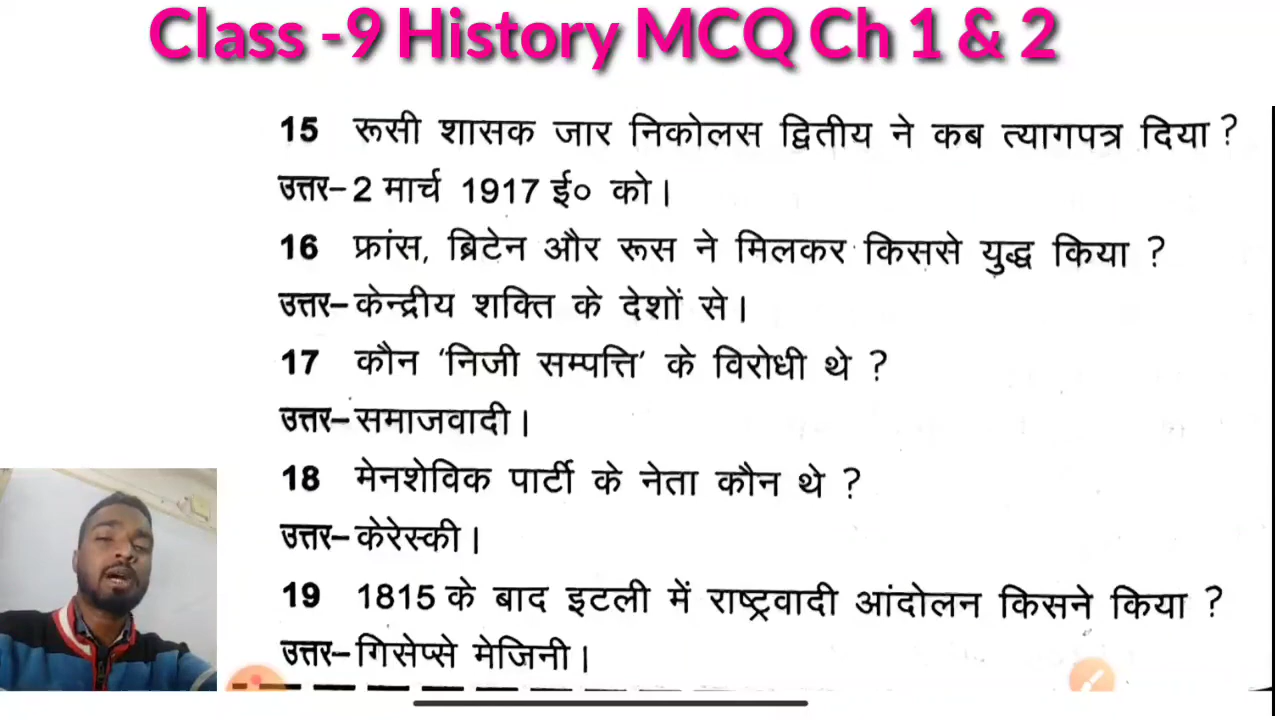 Class -9 History MCQ Ch 1 & 2
15 रूसी शासक जार निकोलस द्वितीय ने कब त्यागपत्र दिया ?
उत्तर– 2 मार्च 1917 ई० को।
16 फ्रांस, ब्रिटेन और रूस ने मिलकर किससे युद्ध किया ?
उत्तर– केन्द्रीय शक्ति के देशों से।
17 कौन ‘निजी सम्पत्ति’ के विरोधी थे ?
उत्तर– समाजवादी।
18 मेनशेविक पार्टी के नेता कौन थे ?
उत्तर– केरेस्की।
19 1815 के बाद इटली में राष्ट्रवादी आंदोलन किसने किया ?
उत्तर– गिसेप्से मेजिनी।